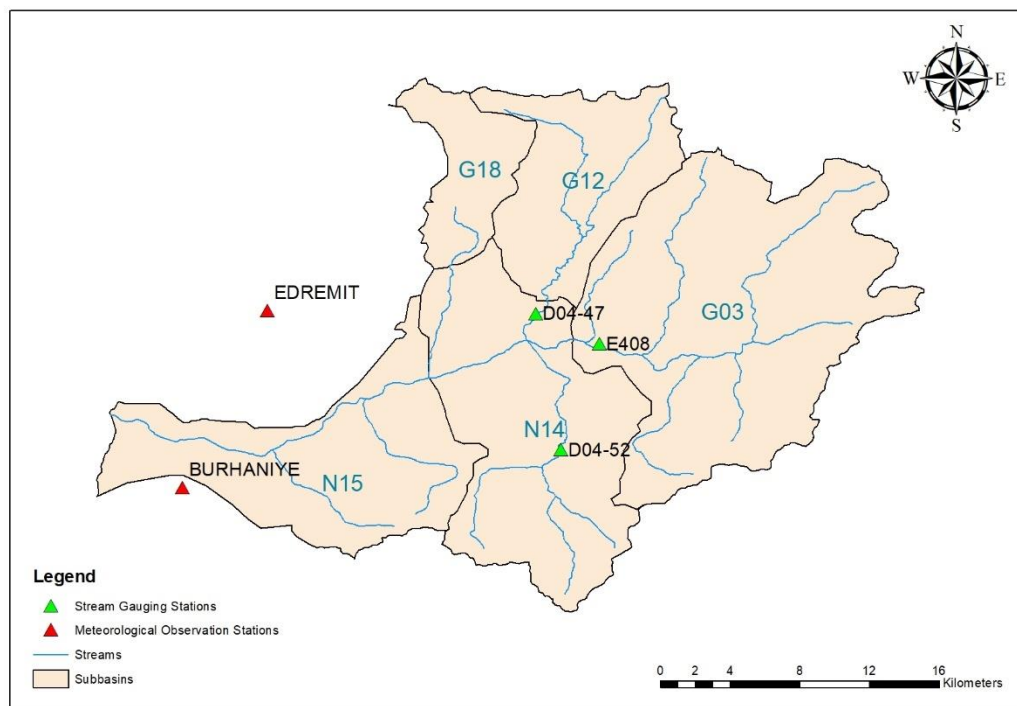 N
W E
S
G18
G12
EDREMIT
G03
D04-47
E408
N14
D04-52
BURHANIYE
N15
Legend
Stream Gauging Stations
Meteorological Observation Stations
Streams
Subbasins
0 2 4 8 12 16
Kilometers